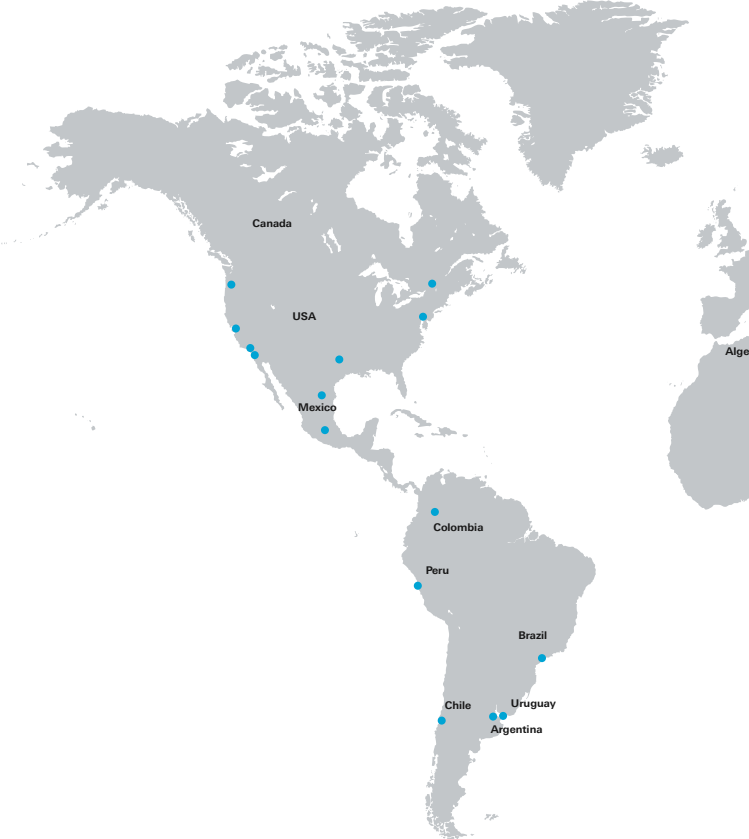 Canada
USA
Alge
Mexico
Colombia
Peru
Brazil
Chile
Uruguay
Argentina